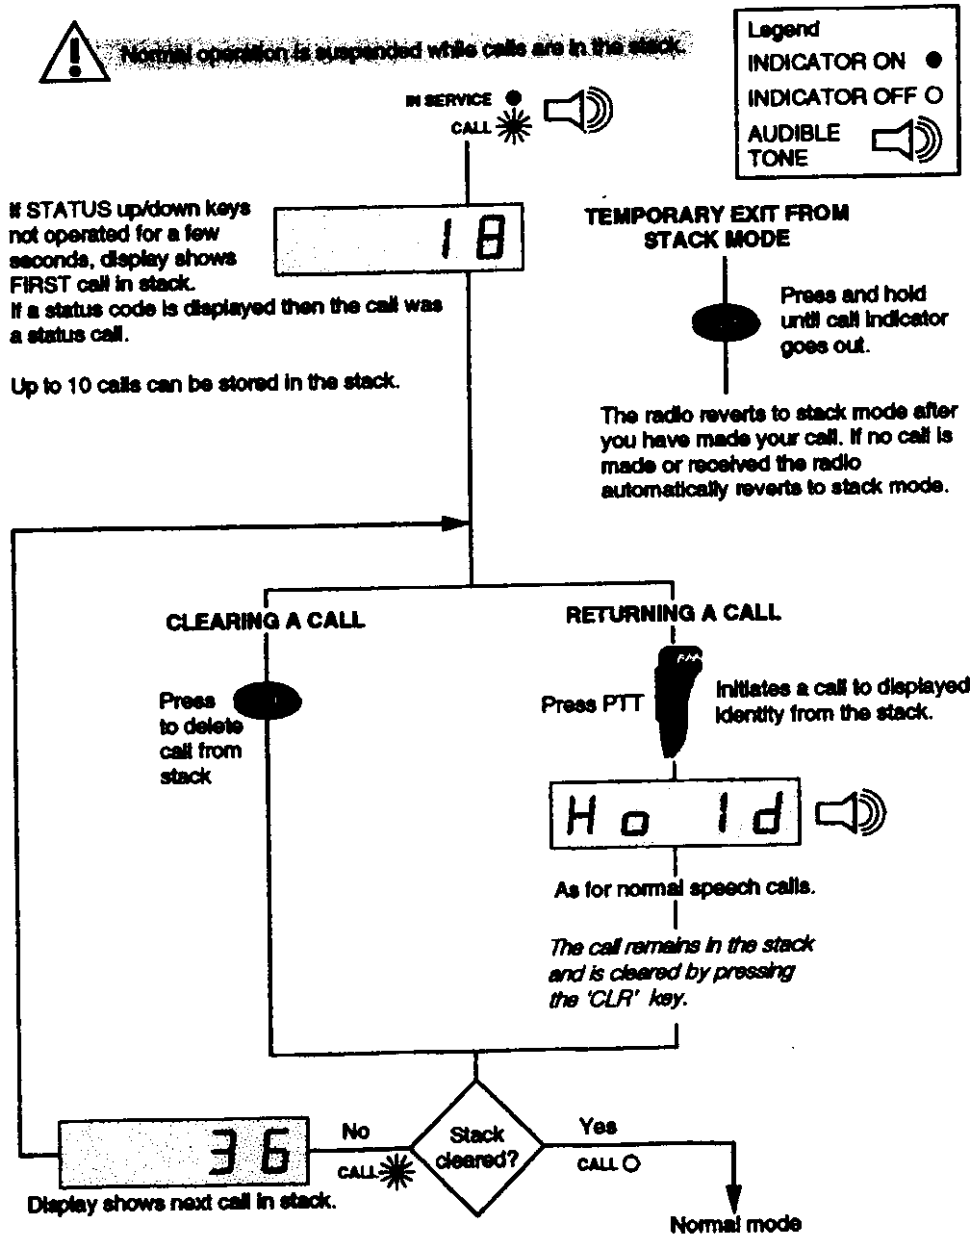 Normal operation is suspended while calls are in the stack.
Legend
INDICATOR ON
INDICATOR OFF
AUDIBLE
TONE
IN SERVICE
CALL
If STATUS up/down keys
not operated for a few
seconds, display shows
FIRST call in stack.
If a status code is displayed then the call was
a status call.
18
Up to 10 calls can be stored in the stack.
TEMPORARY EXIT FROM
STACK MODE
Press and hold
until call indicator
goes out.
The radio reverts to stack mode after
you have made your call. If no call is
made or received the radio
automatically reverts to stack mode.
CLEARING A CALL
Press
to delete
call from
stack
RETURNING A CALL
Press PTT
Initiates a call to displayed
identity from the stack.
Ho ld
As for normal speech calls.
The call remains in the stack
and is cleared by pressing
the 'CLR' key.
Stack
cleared?
No
CALL
36
Display shows next call in stack.
Yes
CALL
Normal mode